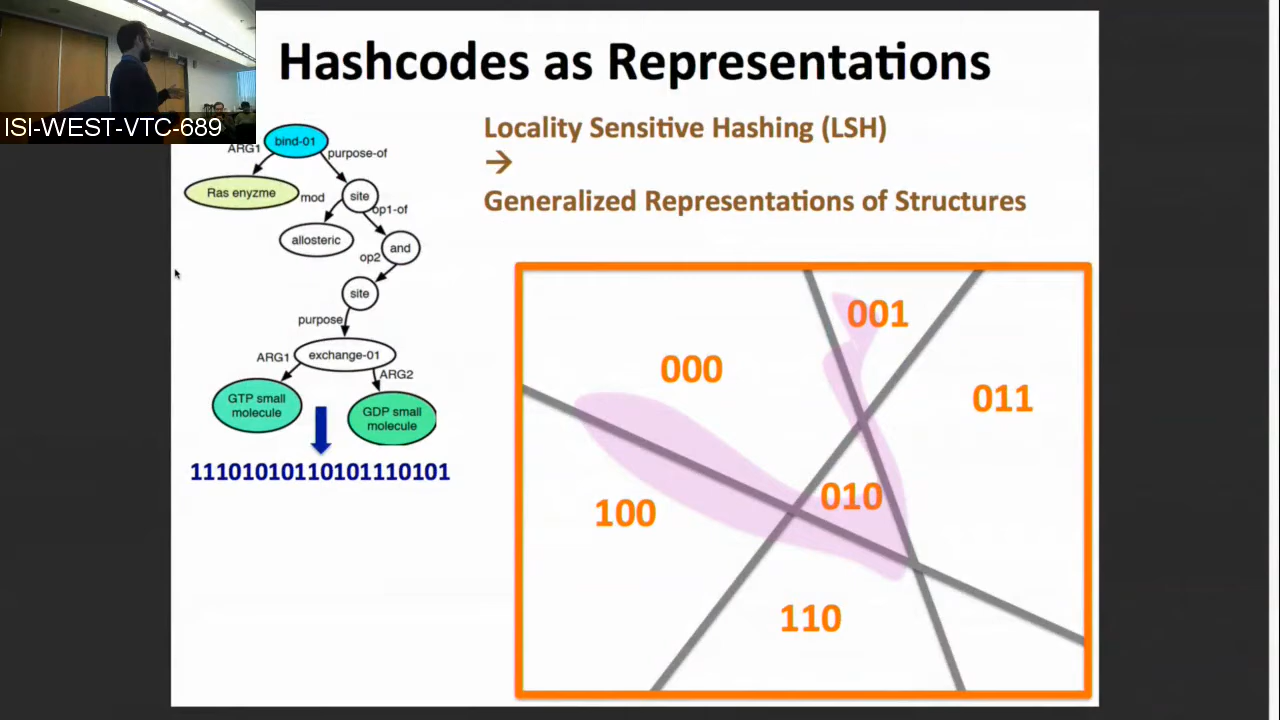 Hashcodes as Representations
ISI-WEST-VTC-689
Locality Sensitive Hashing (LSH)
→
Generalized Representations of Structures
bind-01
ARG1
purpose-of
Ras enyzme
mod
site
op1-of
allosteric
and
op2
site
purpose
exchange-01
ARG1
ARG2
GTP small
molecule
GDP small
molecule
11101010110101110101
001
000
011
010
100
110